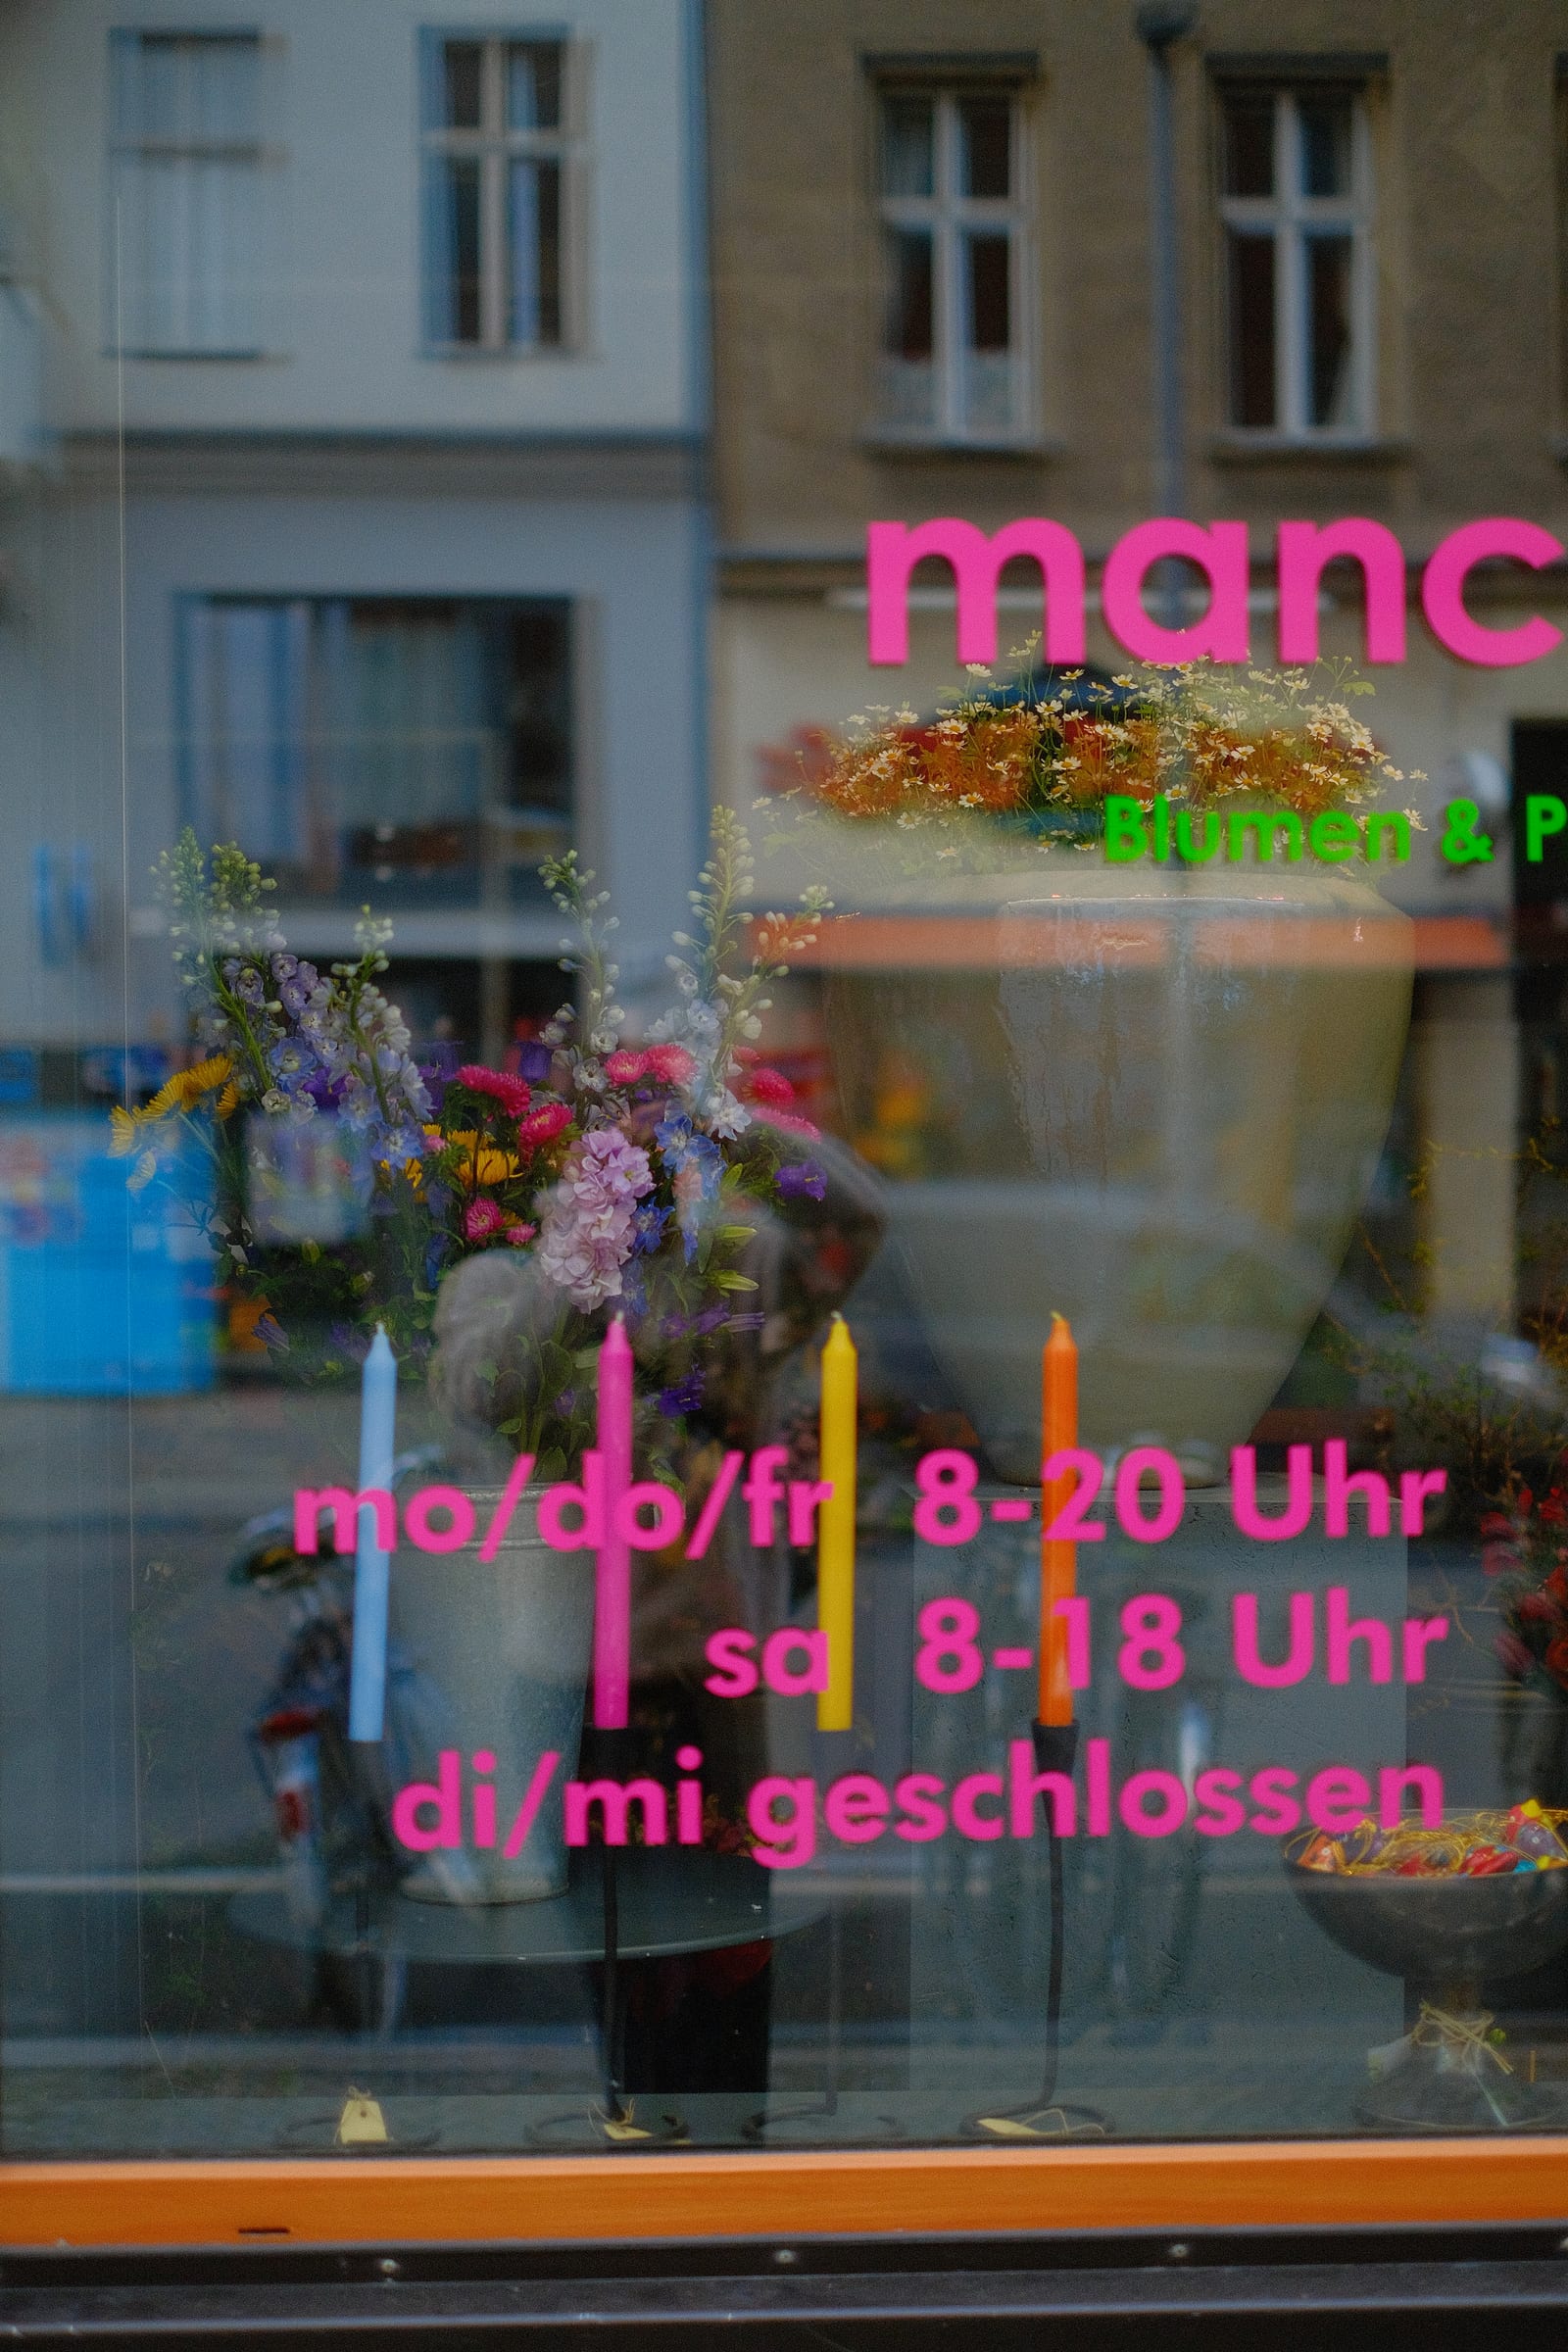 manc
Blumen & P
mo/do/fr 8-20 Uhr
sa 8-18 Uhr
di/mi geschlossen